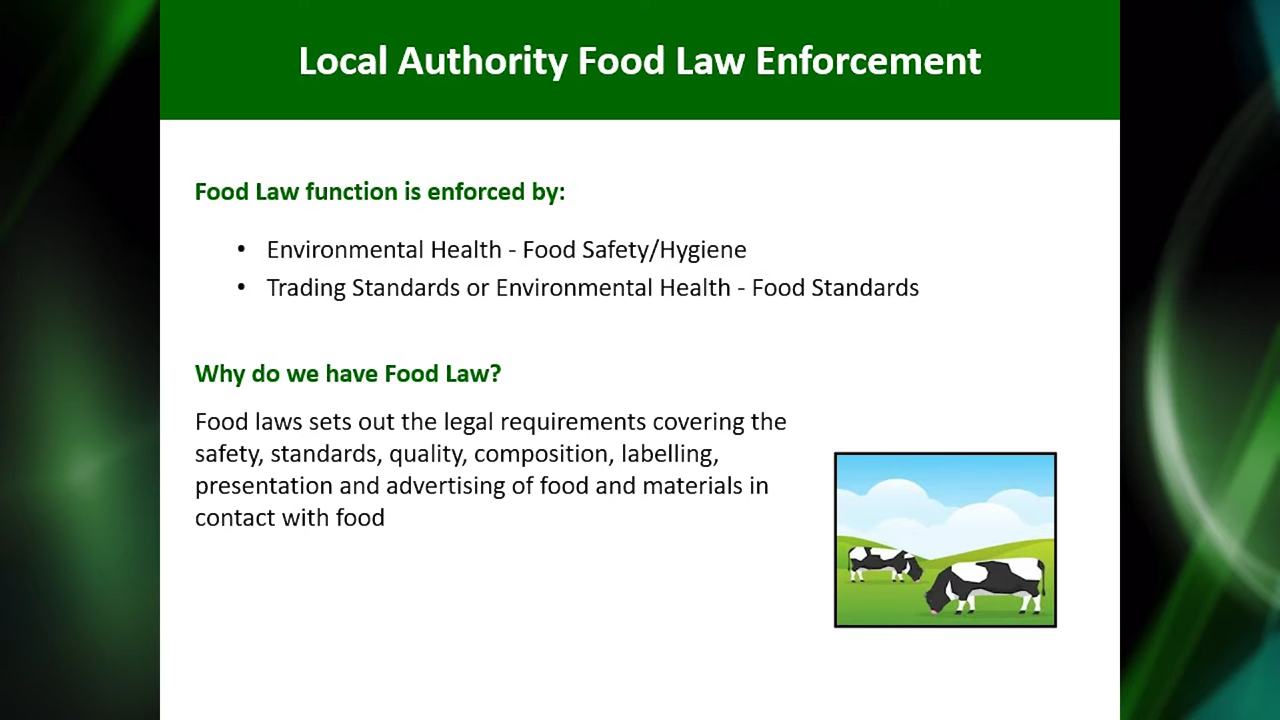 Local Authority Food Law Enforcement
Food Law function is enforced by:
• Environmental Health - Food Safety/Hygiene
• Trading Standards or Environmental Health - Food Standards
Why do we have Food Law?
Food laws sets out the legal requirements covering the
safety, standards, quality, composition, labelling,
presentation and advertising of food and materials in
contact with food